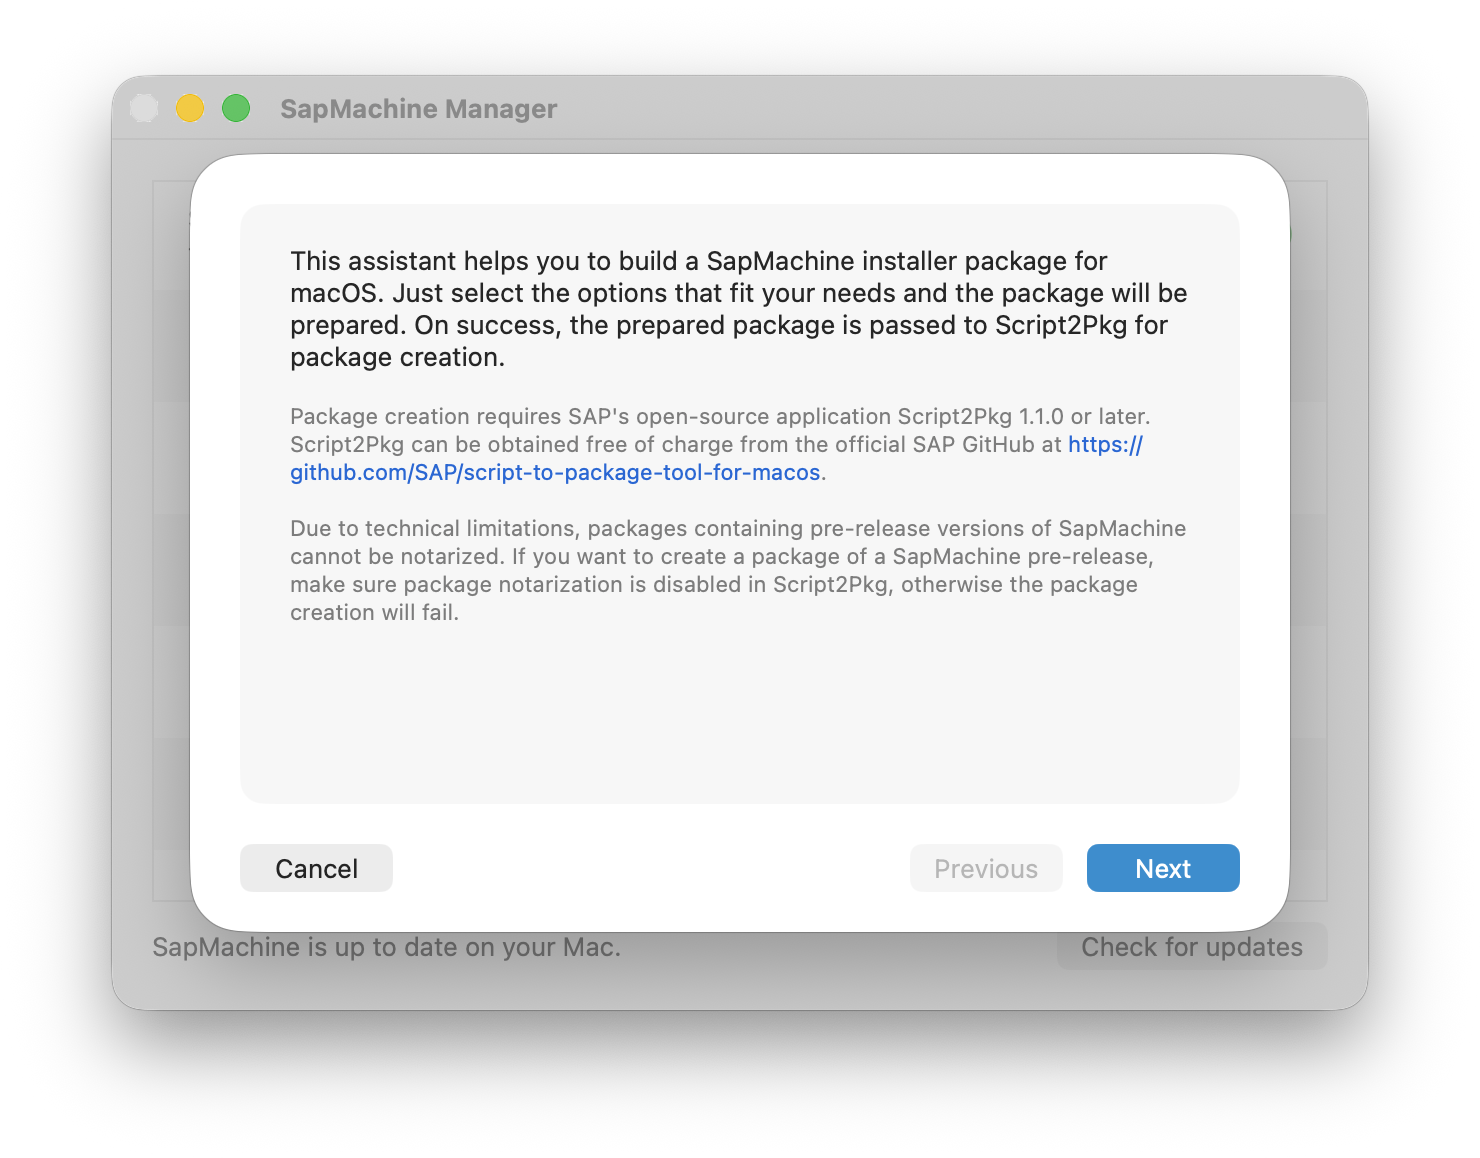 SapMachine Manager
This assistant helps you to build a SapMachine installer package for
macOS. Just select the options that fit your needs and the package will be
prepared. On success, the prepared package is passed to Script2Pkg for
package creation.
Package creation requires SAP's open-source application Script2Pkg 1.1.0 or later.
Script2Pkg can be obtained free of charge from the official SAP GitHub at https://
github.com/SAP/script-to-package-tool-for-macos.
Due to technical limitations, packages containing pre-release versions of SapMachine
cannot be notarized. If you want to create a package of a SapMachine pre-release,
make sure package notarization is disabled in Script2Pkg, otherwise the package
creation will fail.
Cancel
Previous
Next
SapMachine is up to date on your Mac.
Check for updates